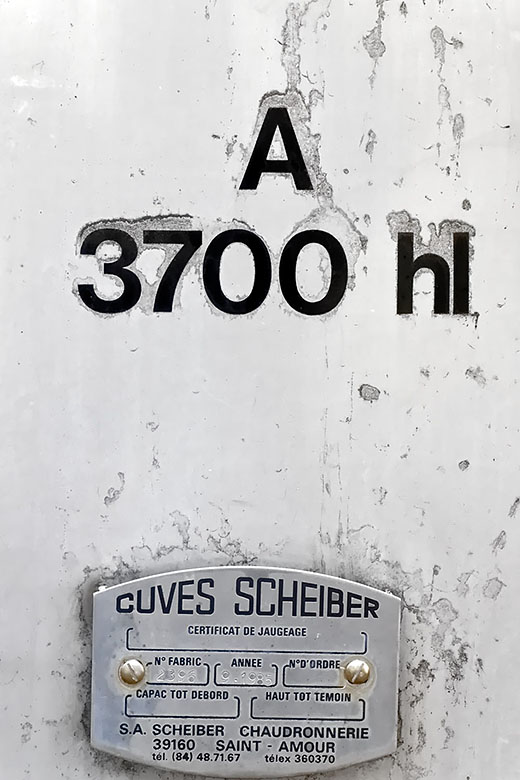 A
3700 hl
CUVES SCHEIBER
CERTIFICAT DE JAUGEAGE
N° FABRIC ANNEE N° D'ORDRE
CAPAC TOT DEBORD HAUT TOT TEMOIN
S.A. SCHEIBER CHAUDRONNERIE
39160 SAINT - AMOUR
tél. (84) 48.71.67 télex 360370